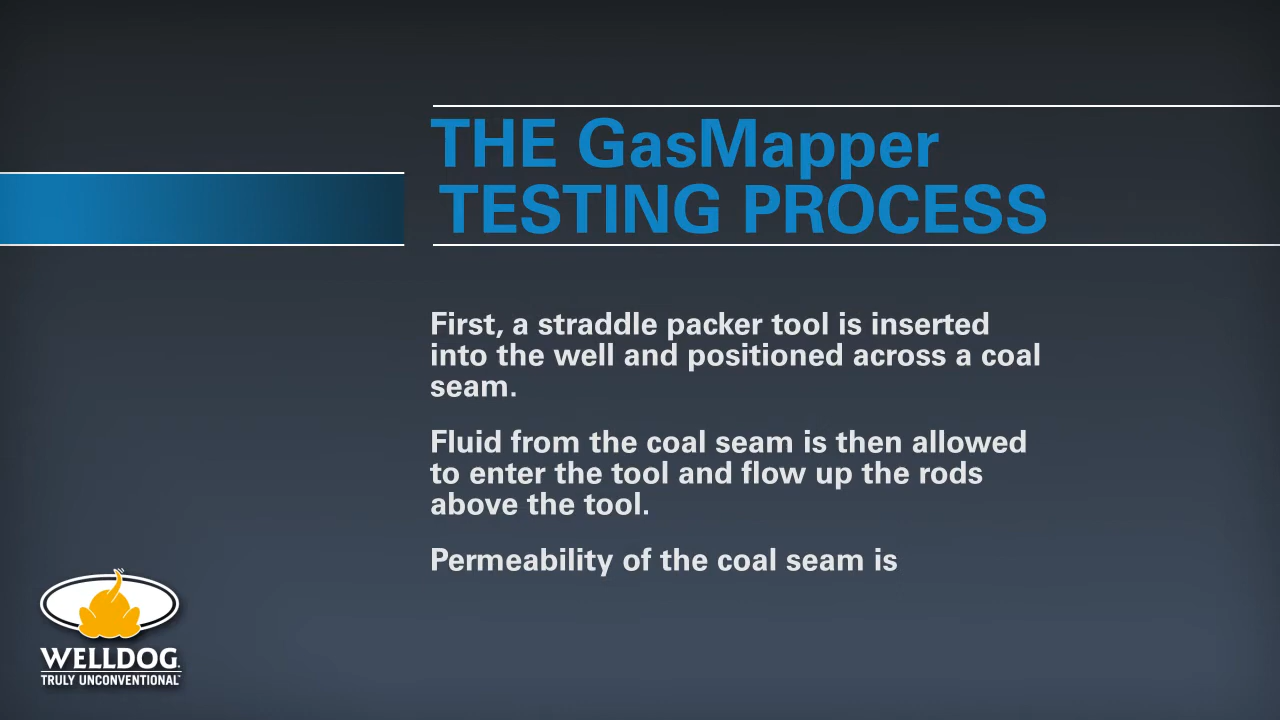 THE GasMapper
TESTING PROCESS
First, a straddle packer tool is inserted
into the well and positioned across a coal
seam.
Fluid from the coal seam is then allowed
to enter the tool and flow up the rods
above the tool.
Permeability of the coal seam is
WELLDOG.
TRULY UNCONVENTIONAL